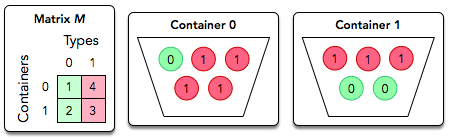 Matrix M
Types
0 1
Containers
0 1 4
1 2 3
Container 0
0 1 1
1 1
Container 1
1 1 1
0 0